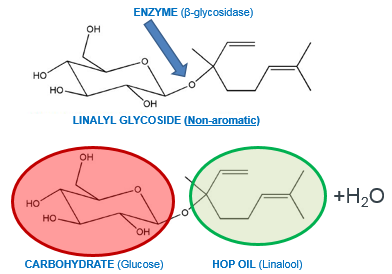 ENZYME (β-glycosidase)
OH
HO
O
HO
OH
O
LINALYL GLYCOSIDE (Non-aromatic)
OH
HO
O
HO
OH
O
+H₂O
CARBOHYDRATE (Glucose) HOP OIL (Linalool)